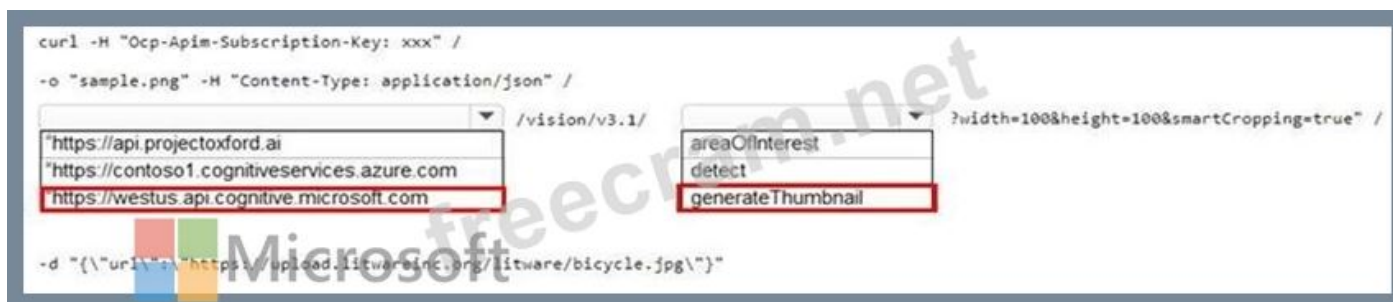 curl -H "Ocp-Apim-Subscription-Key: xxx" /
-o "sample.png" -H "Content-Type: application/json" /
/vision/v3.1/ ?width=100&height=100&smartCropping=true" /
"https://api.projectoxford.ai
"https://contoso1.cognitiveservices.azure.com
"https://westus.api.cognitive.microsoft.com
areaOfInterest
detect
generateThumbnail
-d "{\"url\":\"https://upload.litwareinc.org/litware/bicycle.jpg\"}"
Microsoft
freecram.net